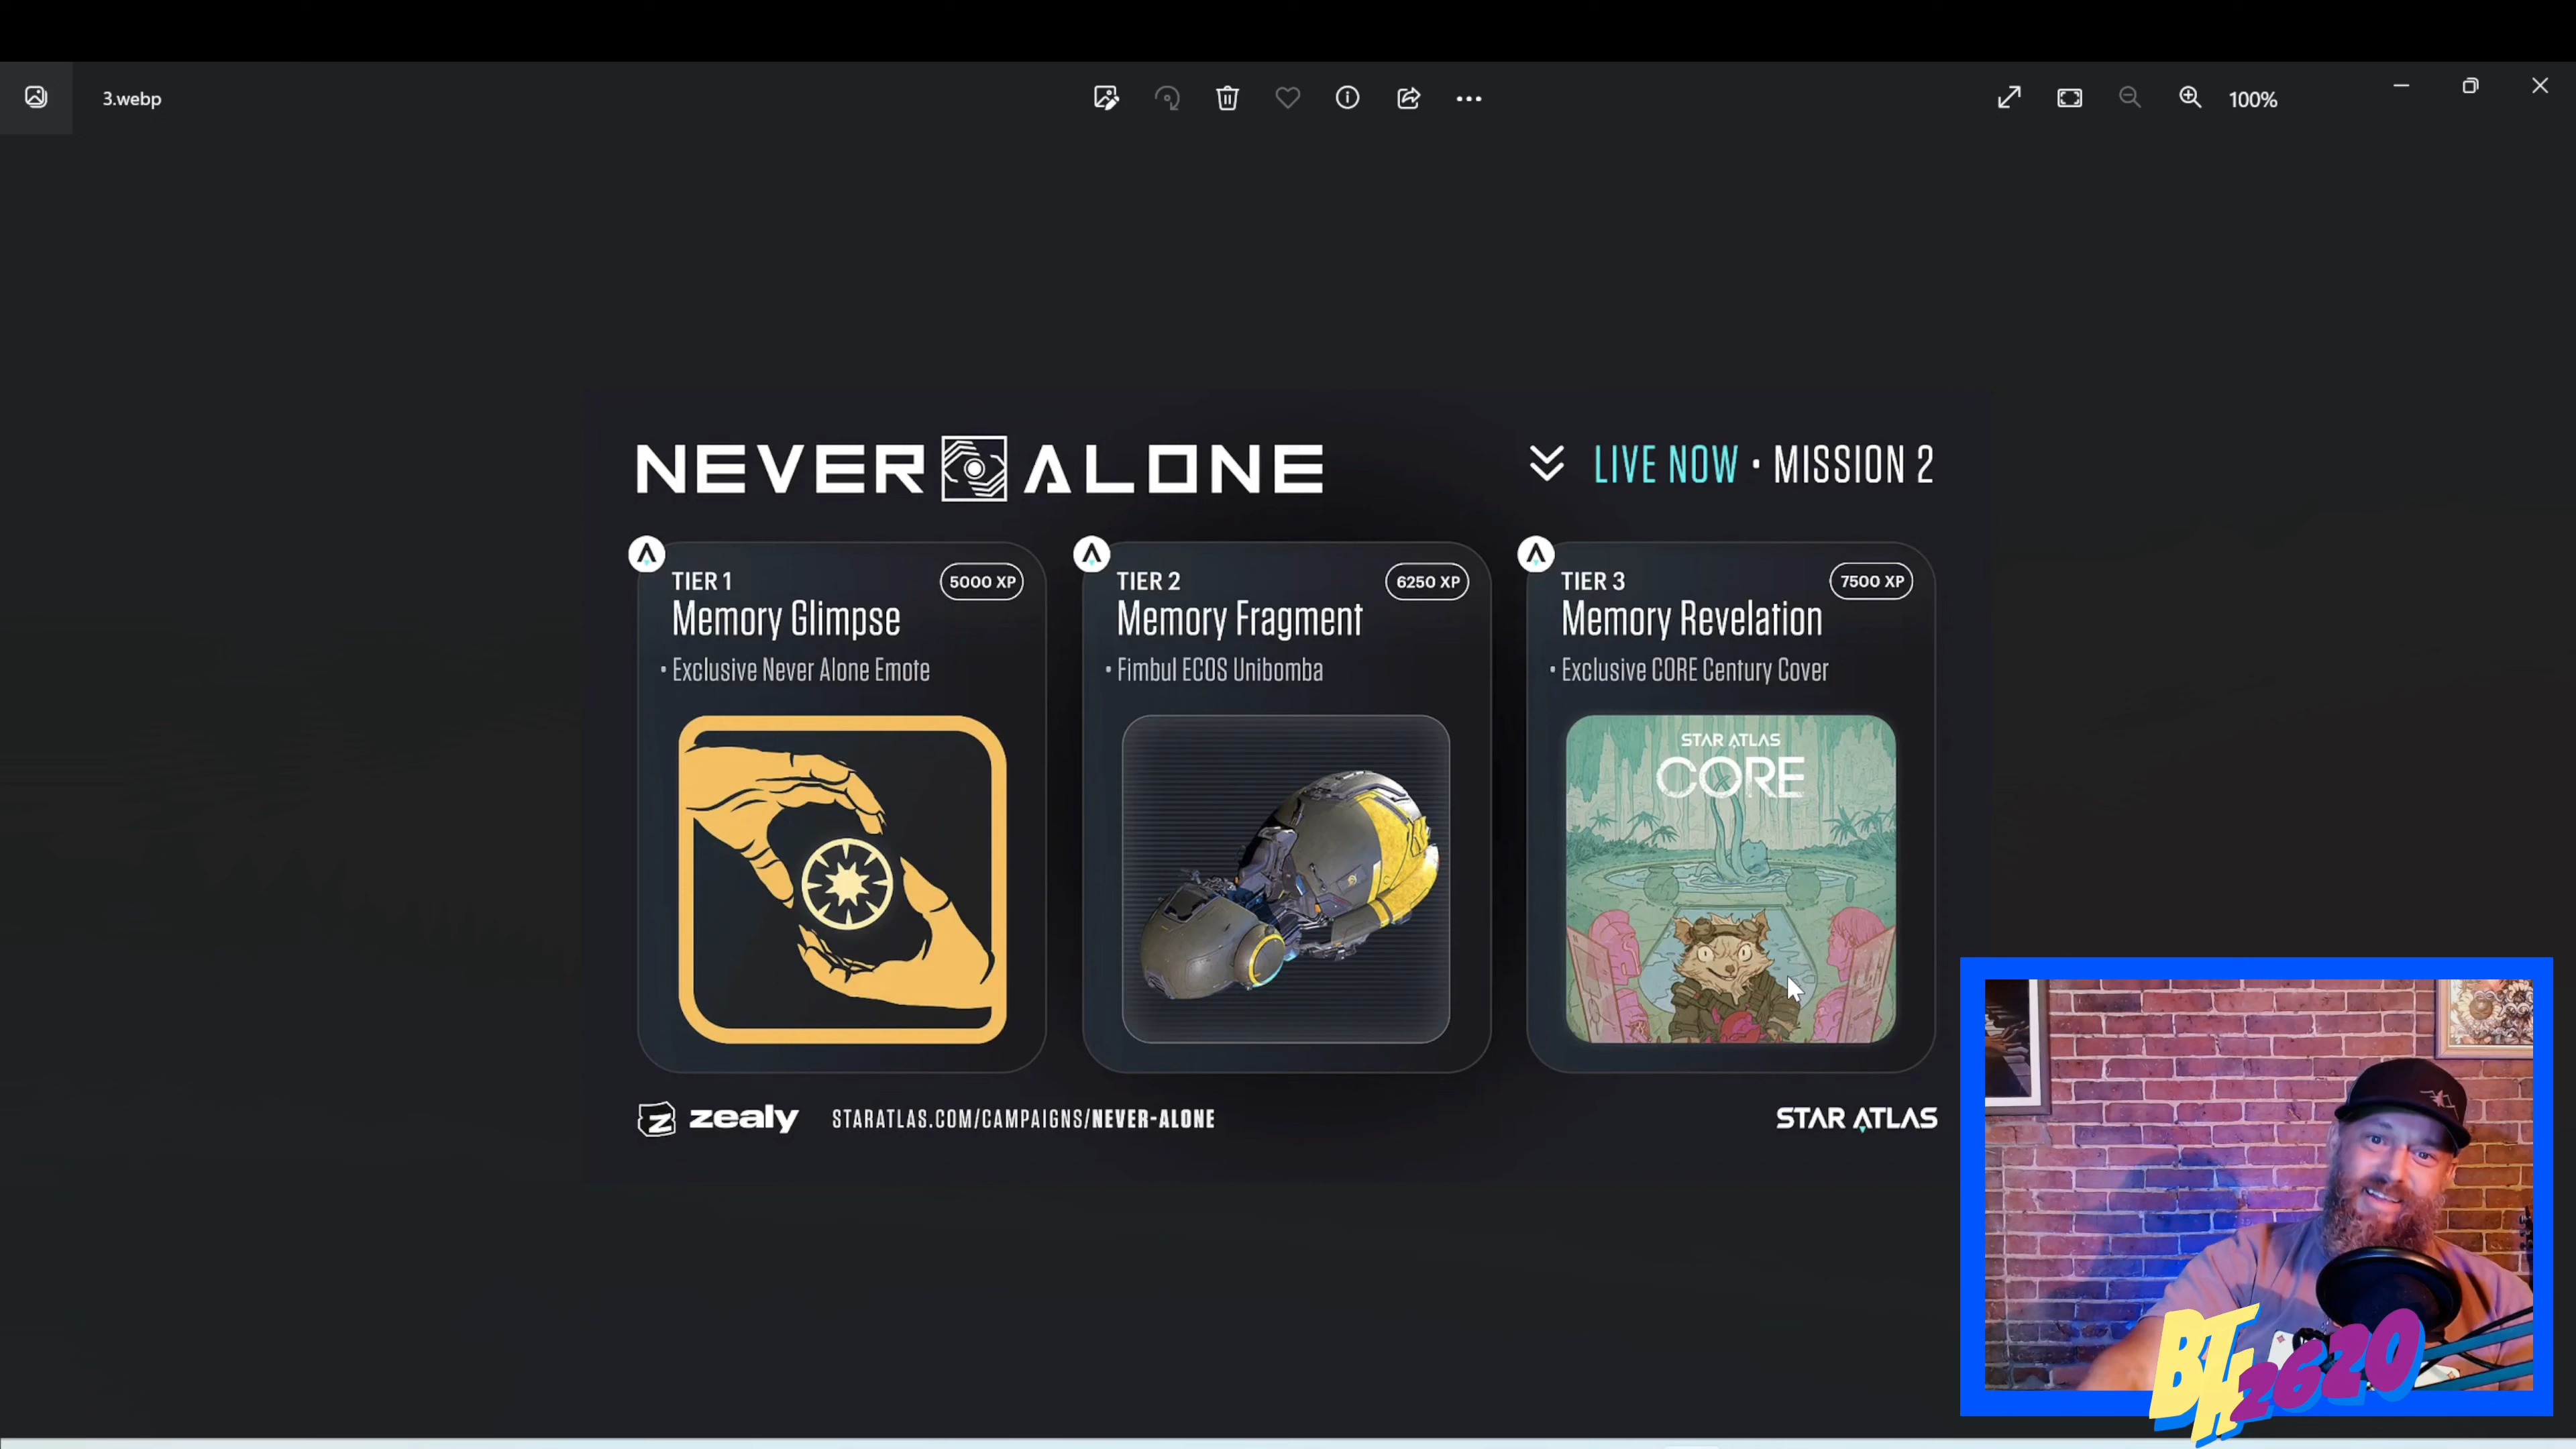 3.webp
100%
NEVER ALONE
LIVE NOW • MISSION 2
TIER 1
5000 XP
Memory Glimpse
• Exclusive Never Alone Emote
TIER 2
6250 XP
Memory Fragment
• Fimbul ECOS Unibomba
TIER 3
7500 XP
Memory Revelation
• Exclusive CORE Century Cover
STAR ATLAS
CORE
zealy
STARATLAS.COM/CAMPAIGNS/NEVER-ALONE
STAR ATLAS
BTH
2620